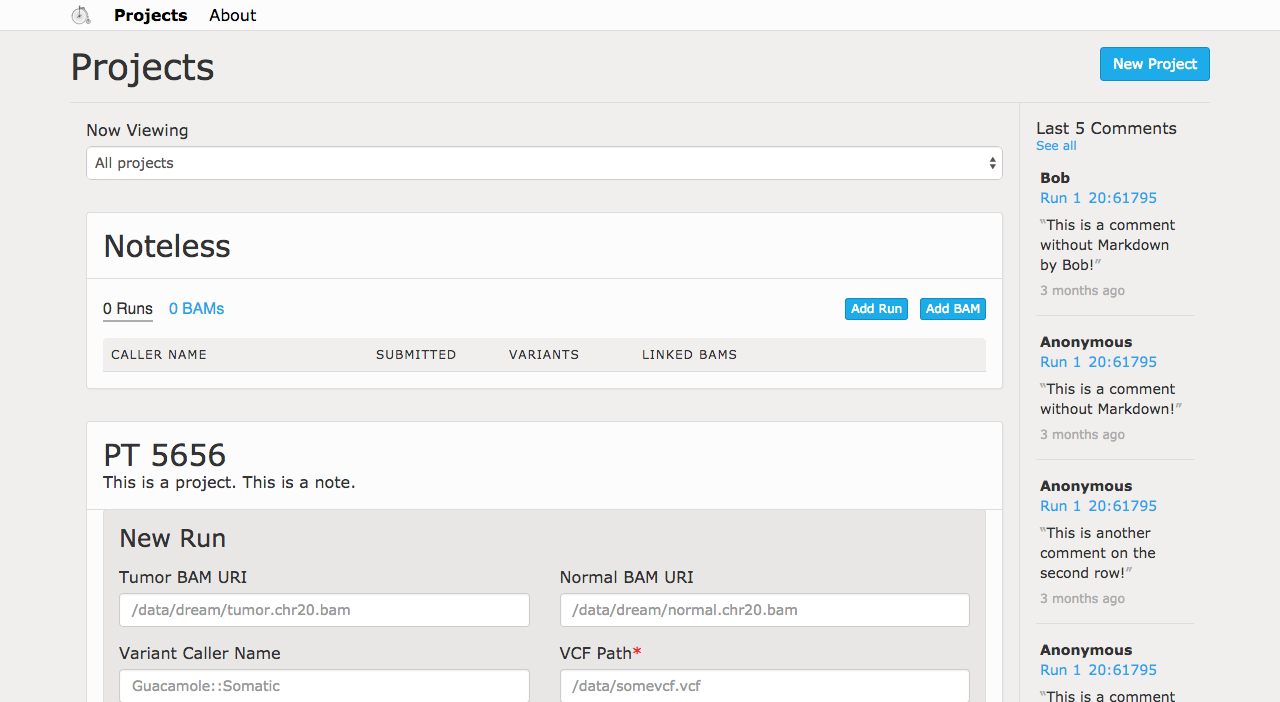 Projects About
Projects
New Project
Now Viewing
All projects
Noteless
0 Runs 0 BAMs
Add Run Add BAM
CALLER NAME SUBMITTED VARIANTS LINKED BAMS
PT 5656
This is a project. This is a note.
New Run
Tumor BAM URI Normal BAM URI
/data/dream/tumor.chr20.bam /data/dream/normal.chr20.bam
Variant Caller Name VCF Path*
Guacamole::Somatic /data/somevcf.vcf
Last 5 Comments
See all
Bob
Run 1 20:61795
"This is a comment
without Markdown
by Bob!"
3 months ago
Anonymous
Run 1 20:61795
"This is a comment
without Markdown!"
3 months ago
Anonymous
Run 1 20:61795
"This is another
comment on the
second row!"
3 months ago
Anonymous
Run 1 20:61795
"This is a comment